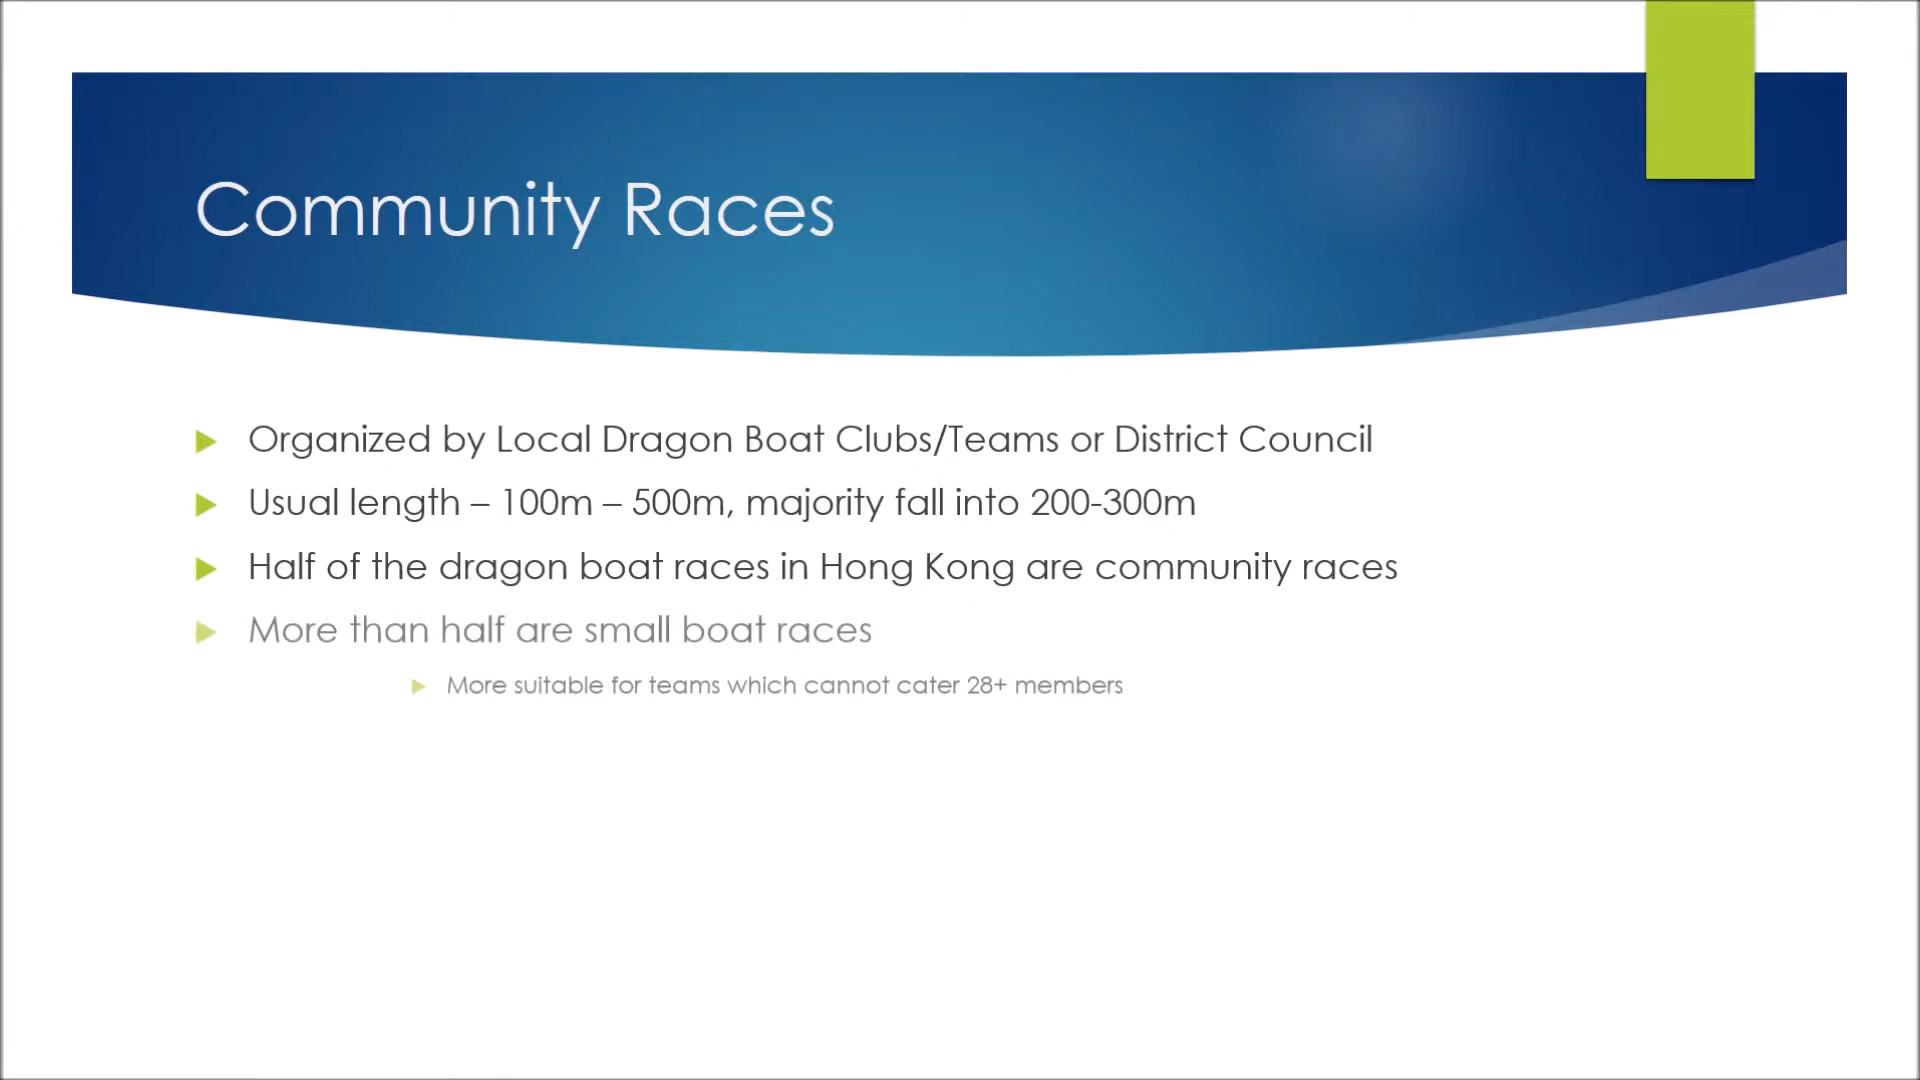 Community Races
Organized by Local Dragon Boat Clubs/Teams or District Council
Usual length – 100m – 500m, majority fall into 200-300m
Half of the dragon boat races in Hong Kong are community races
More than half are small boat races
More suitable for teams which cannot cater 28+ members